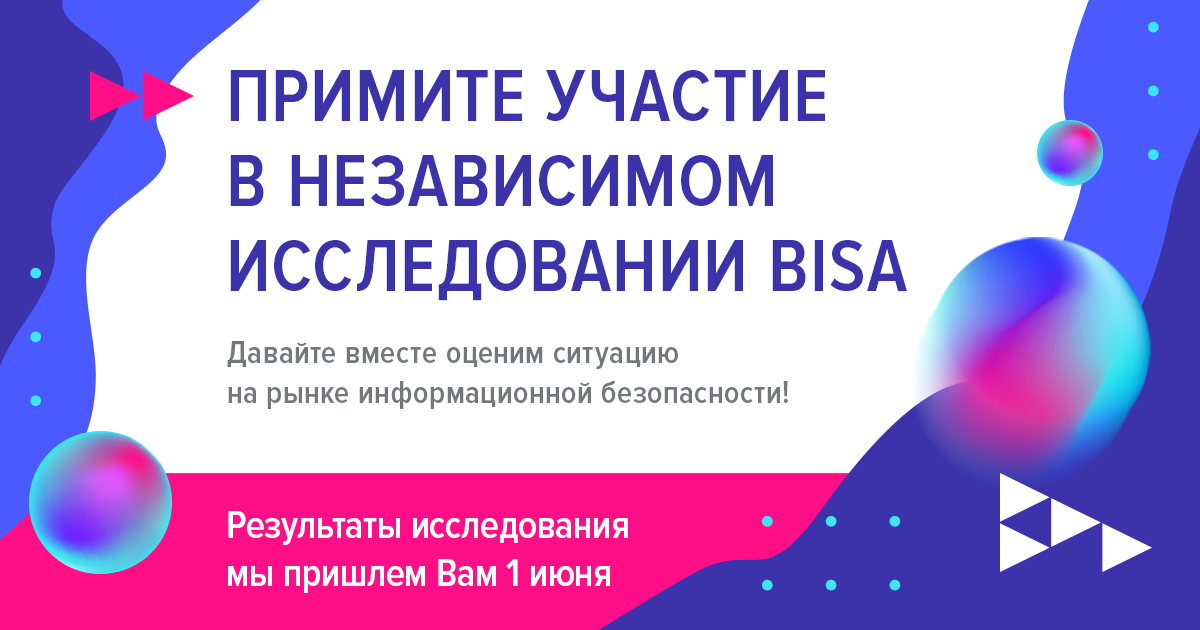 ПРИМИТЕ УЧАСТИЕ
В НЕЗАВИСИМОМ
ИССЛЕДОВАНИИ BISA
Давайте вместе оценим ситуацию
на рынке информационной безопасности!
Результаты исследования
мы пришлем Вам 1 июня